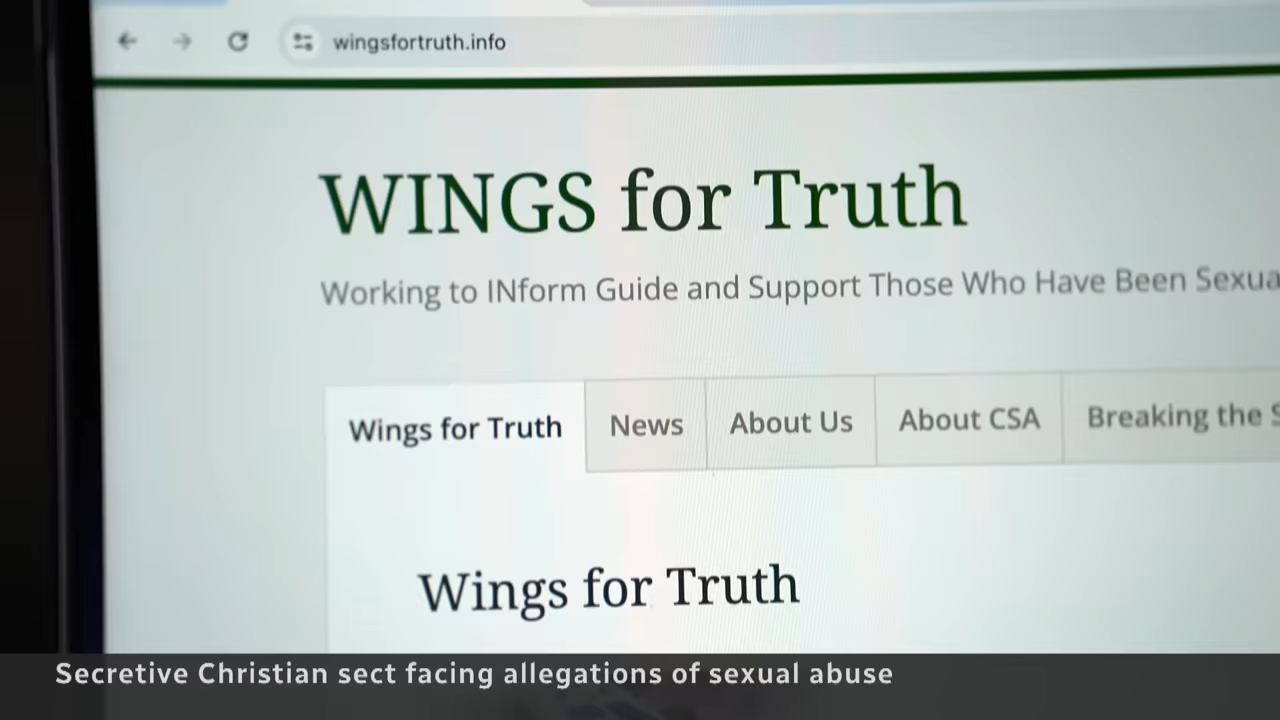 wingsfortruth.info
WINGS for Truth
Working to INform Guide and Support Those Who Have Been Sexua
Wings for Truth
News
About Us
About CSA
Breaking the S
Wings for Truth
Secretive Christian sect facing allegations of sexual abuse